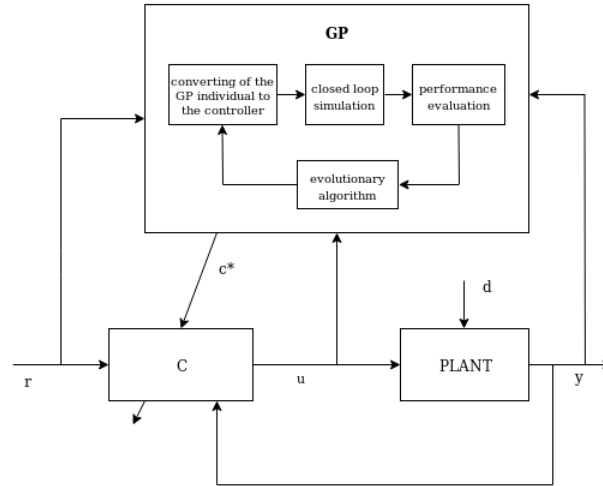 GP
converting of the
GP individual to
the controller
closed loop
simulation
performance
evaluation
evolutionary
algorithm
c*
d
C
PLANT
r
u
y